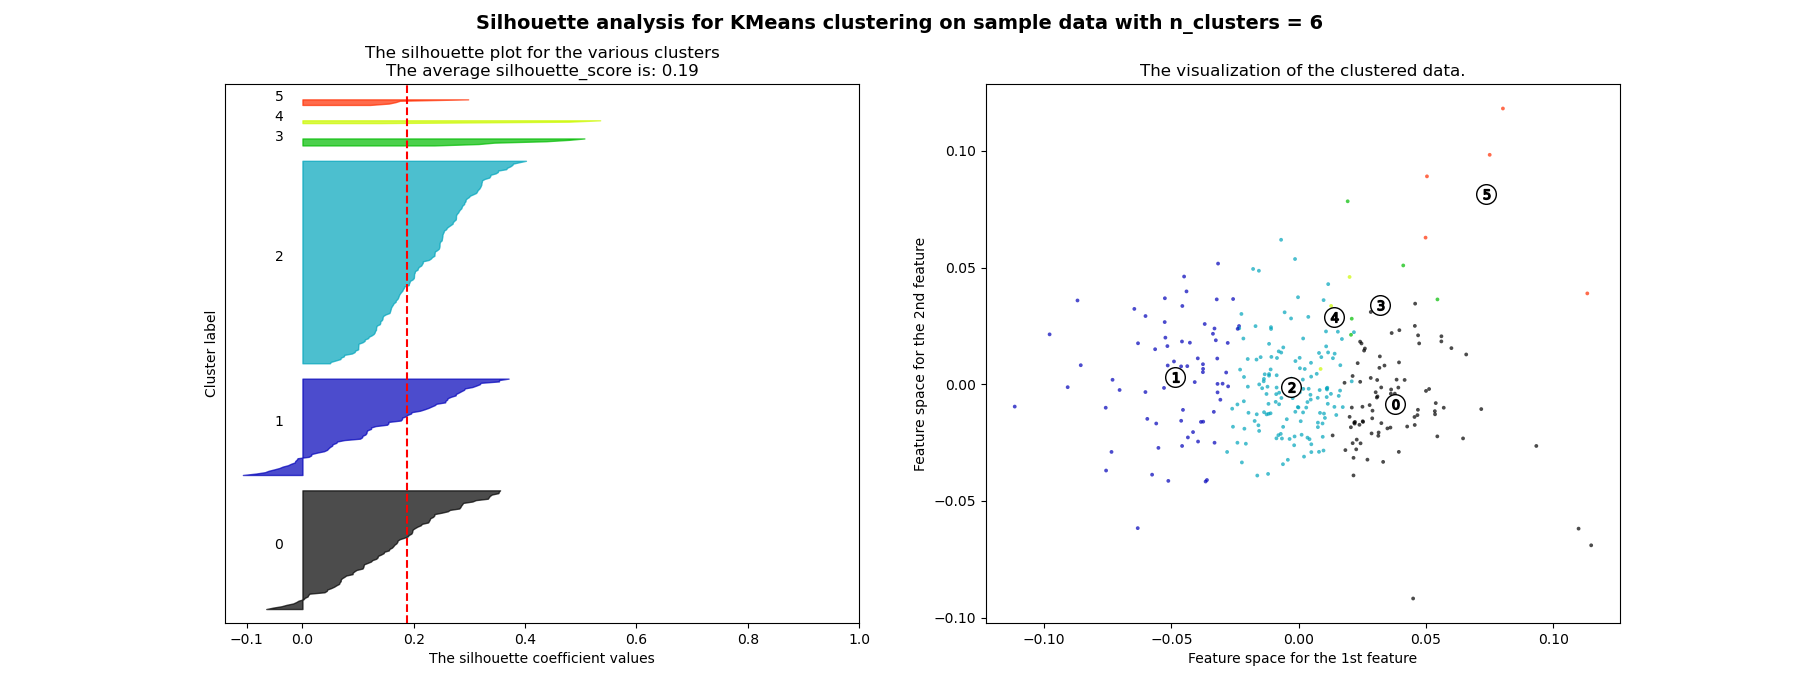 Silhouette analysis for KMeans clustering on sample data with n_clusters = 6
The silhouette plot for the various clusters
The average silhouette_score is: 0.19
5
4
3
2
1
0
Cluster label
−0.1 0.0 0.2 0.4 0.6 0.8 1.0
The silhouette coefficient values
The visualization of the clustered data.
0.10
0.05
0.00
−0.05
−0.10
Feature space for the 2nd feature
5
3
4
1
2
0
−0.10 −0.05 0.00 0.05 0.10
Feature space for the 1st feature